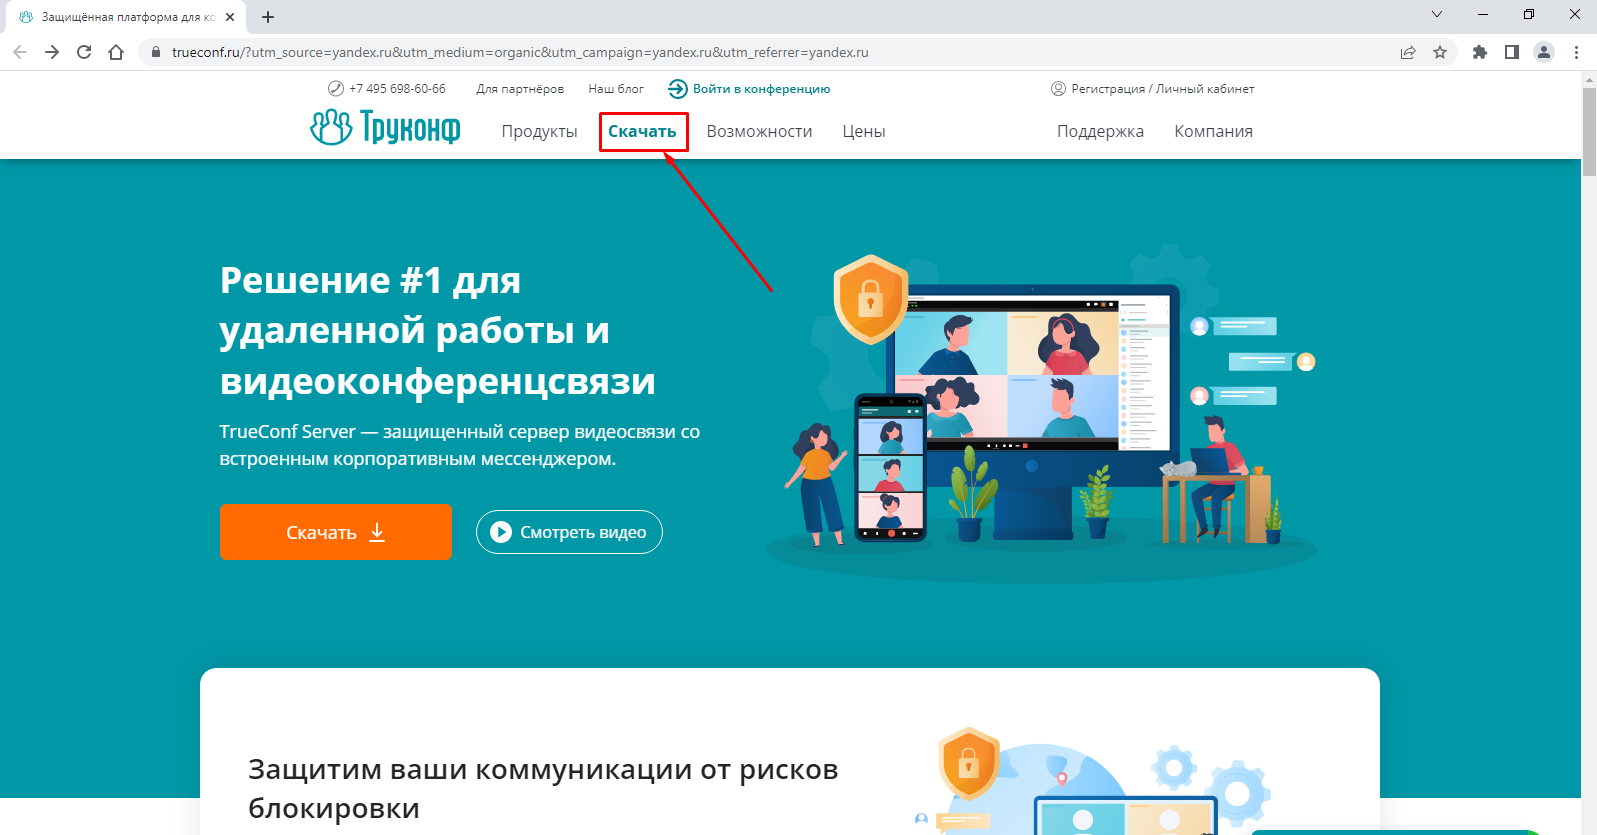 Защищённая платформа для ко
trueconf.ru/?utm_source=yandex.ru&utm_medium=organic&utm_campaign=yandex.ru&utm_referrer=yandex.ru
+7 495 698-60-66 Для партнёров Наш блог Войти в конференцию Регистрация / Личный кабинет
Труконф Продукты Скачать Возможности Цены Поддержка Компания
Решение #1 для
удаленной работы и
видеоконференцсвязи
TrueConf Server — защищенный сервер видеосвязи со
встроенным корпоративным мессенджером.
Скачать Смотреть видео
Защитим ваши коммуникации от рисков
блокировки